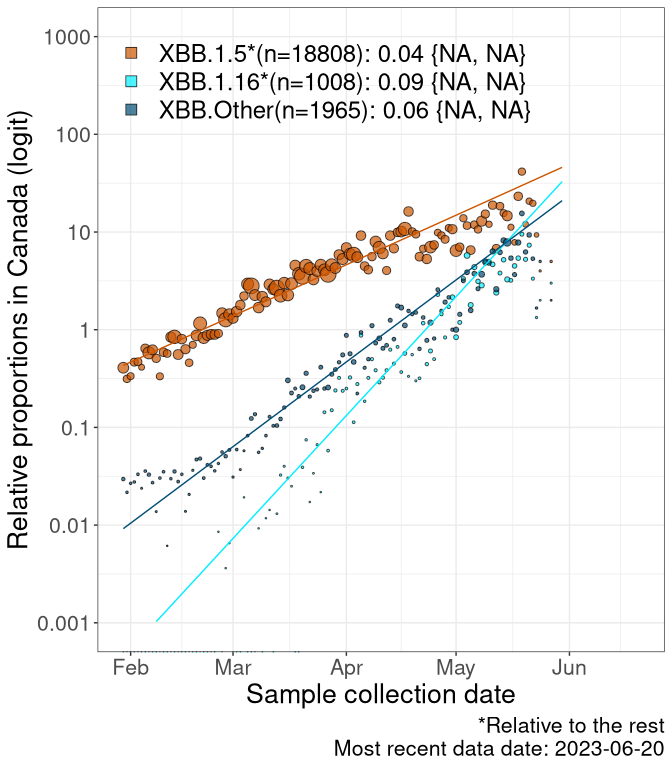 1000
100
10
1
0.1
0.01
0.001
Relative proportions in Canada (logit)
XBB.1.5*(n=18808): 0.04 {NA, NA}
XBB.1.16*(n=1008): 0.09 {NA, NA}
XBB.Other(n=1965): 0.06 {NA, NA}
Feb Mar Apr May Jun
Sample collection date
*Relative to the rest
Most recent data date: 2023-06-20